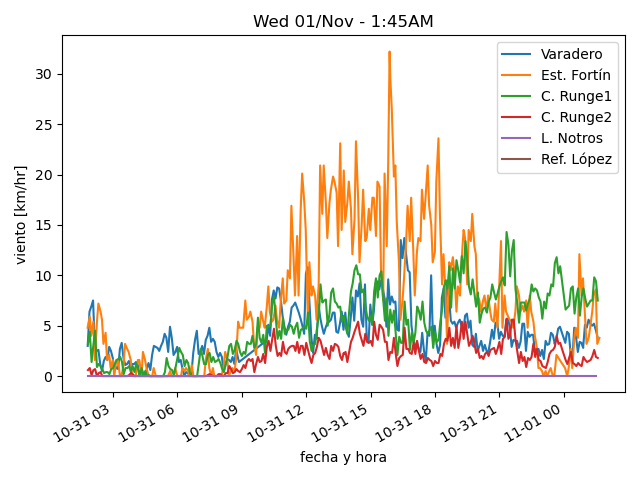 Wed 01/Nov - 1:45AM
Varadero
Est. Fortín
C. Runge1
C. Runge2
L. Notros
Ref. López
viento [km/hr]
30
25
20
15
10
5
0
10-31 03
10-31 06
10-31 09
10-31 12
10-31 15
10-31 18
10-31 21
11-01 00
fecha y hora